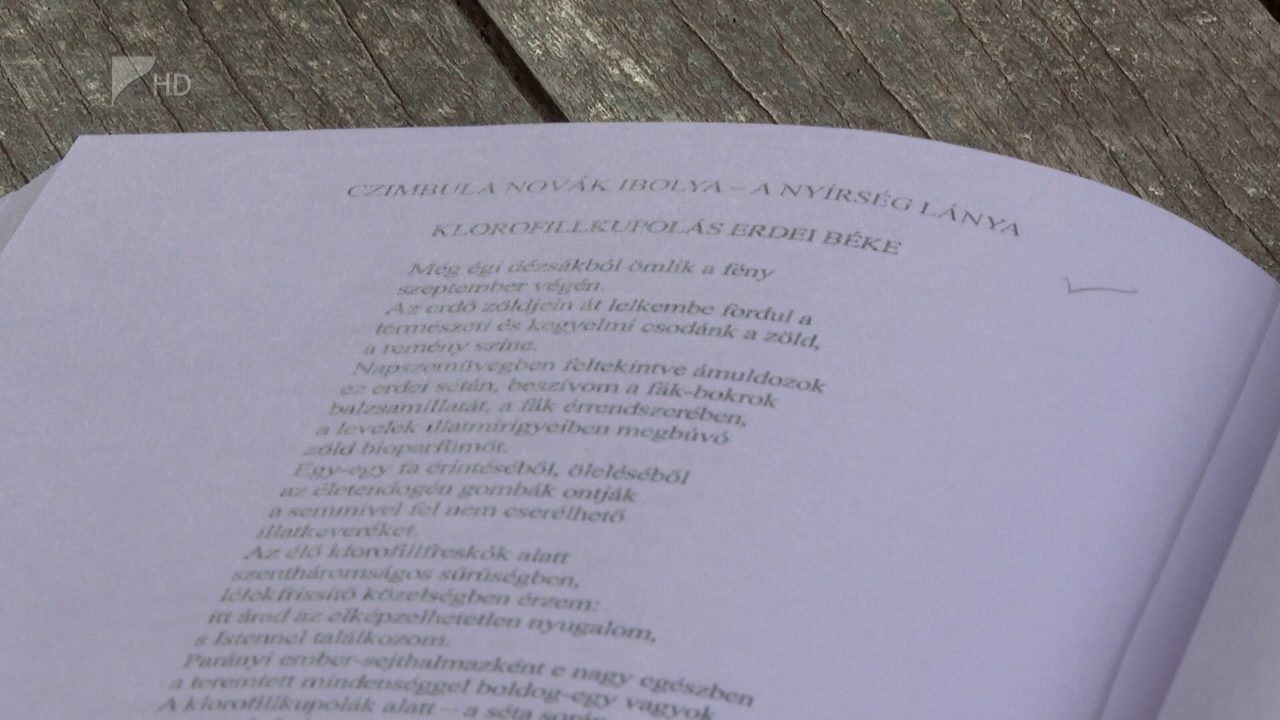 HD
CZIMBULA NOVÁK IBOLYA – A NYÍRSÉG LÁNYA
KLOROFILLKUPOLÁS ERDEI BÉKE
Még égi dézsákból ömlik a fény
szeptember végén.
Az erdő zöldjein át lelkembe fordul a
természeti és kegyelmi csodánk a zöld,
a remény színe.
Napszemüvegben feltekintve ámuldozok
ez erdei sétán, beszívom a fák-bokrok
balzsamillatát, a fák érrendszerében,
a levelek illatmirigyeiben megbúvó
zöld bioparfümöt.
Egy-egy fa érintéséből, öleléséből
az életendogén gombák ontják
a semmivel fel nem cserélhető
illatkeveréket.
Az élő klorofillfreskók alatt
szentháromságos sűrűségben,
lélekfrissítő közelségben érzem:
itt árad az elképzelhetetlen nyugalom,
s Istennel találkozom.
Parányi ember-sejthalmazként e nagy egészben
a teremtett mindenséggel boldog-egy vagyok
A klorofillkupolák alatt – a séta során